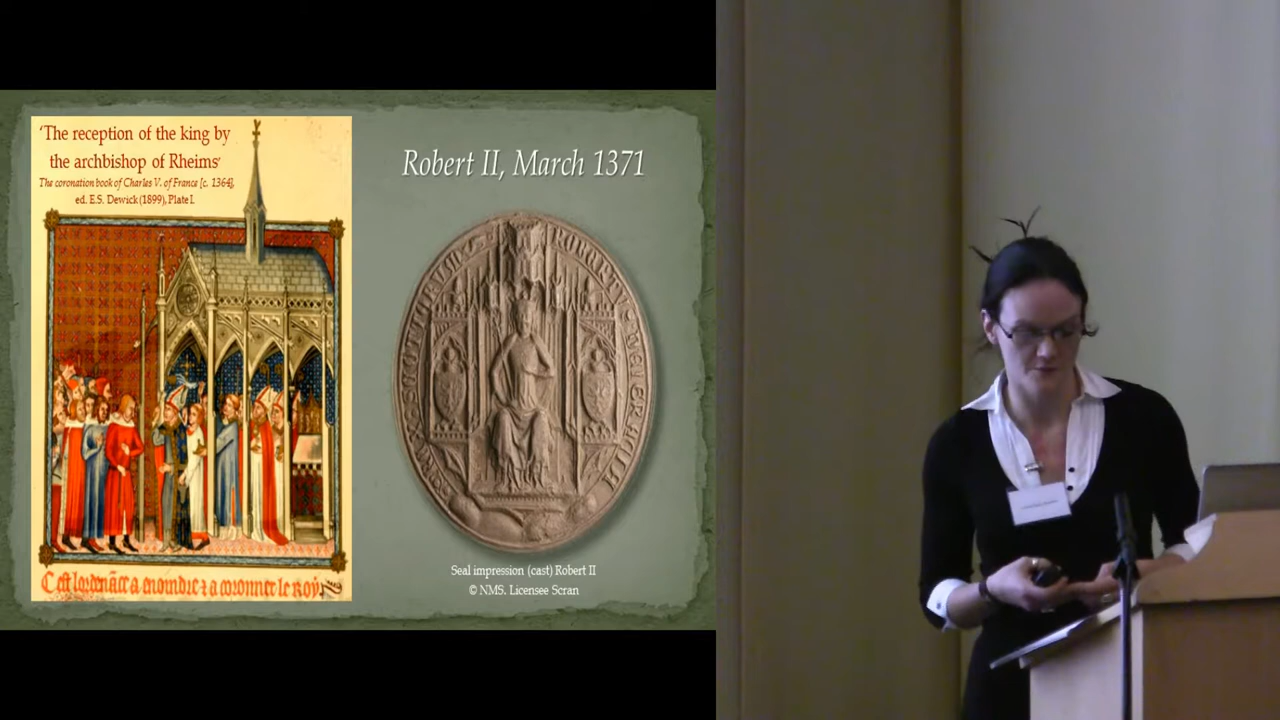 'The reception of the king by
the archbishop of Rheims'
The coronation book of Charles V. of France [c. 1364],
ed. E.S. Dewick (1899), Plate I.
Robert II, March 1371
Seal impression (cast) Robert II
© NMS. Licensee Scran